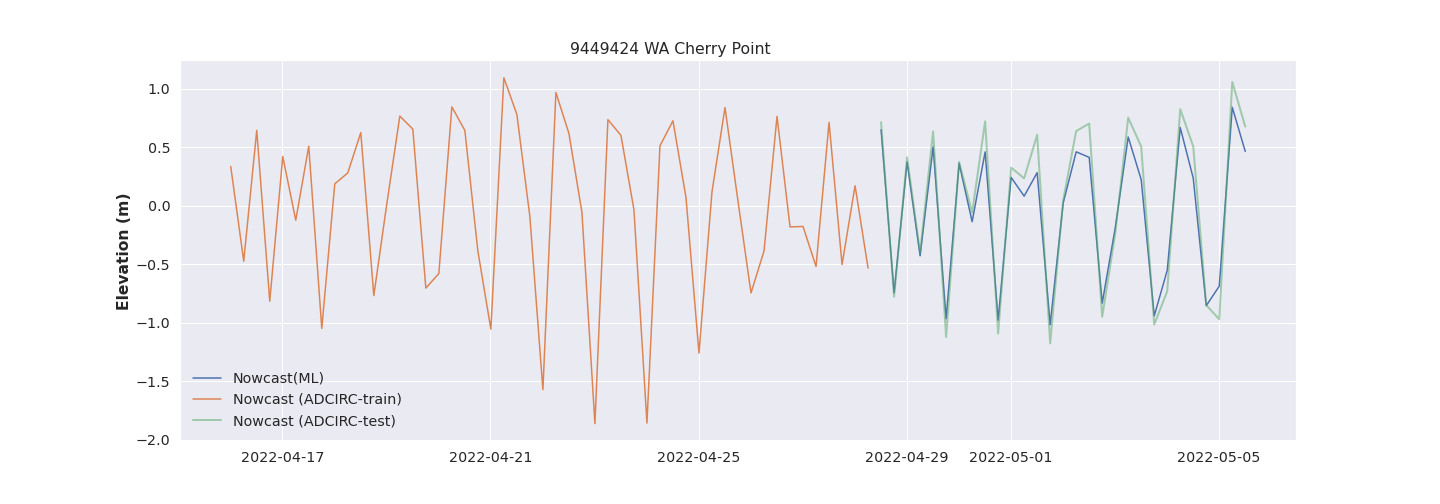 9449424 WA Cherry Point
Elevation (m)
1.0
0.5
0.0
−0.5
−1.0
−1.5
−2.0
Nowcast(ML)
Nowcast (ADCIRC-train)
Nowcast (ADCIRC-test)
2022-04-17 2022-04-21 2022-04-25 2022-04-29 2022-05-01 2022-05-05